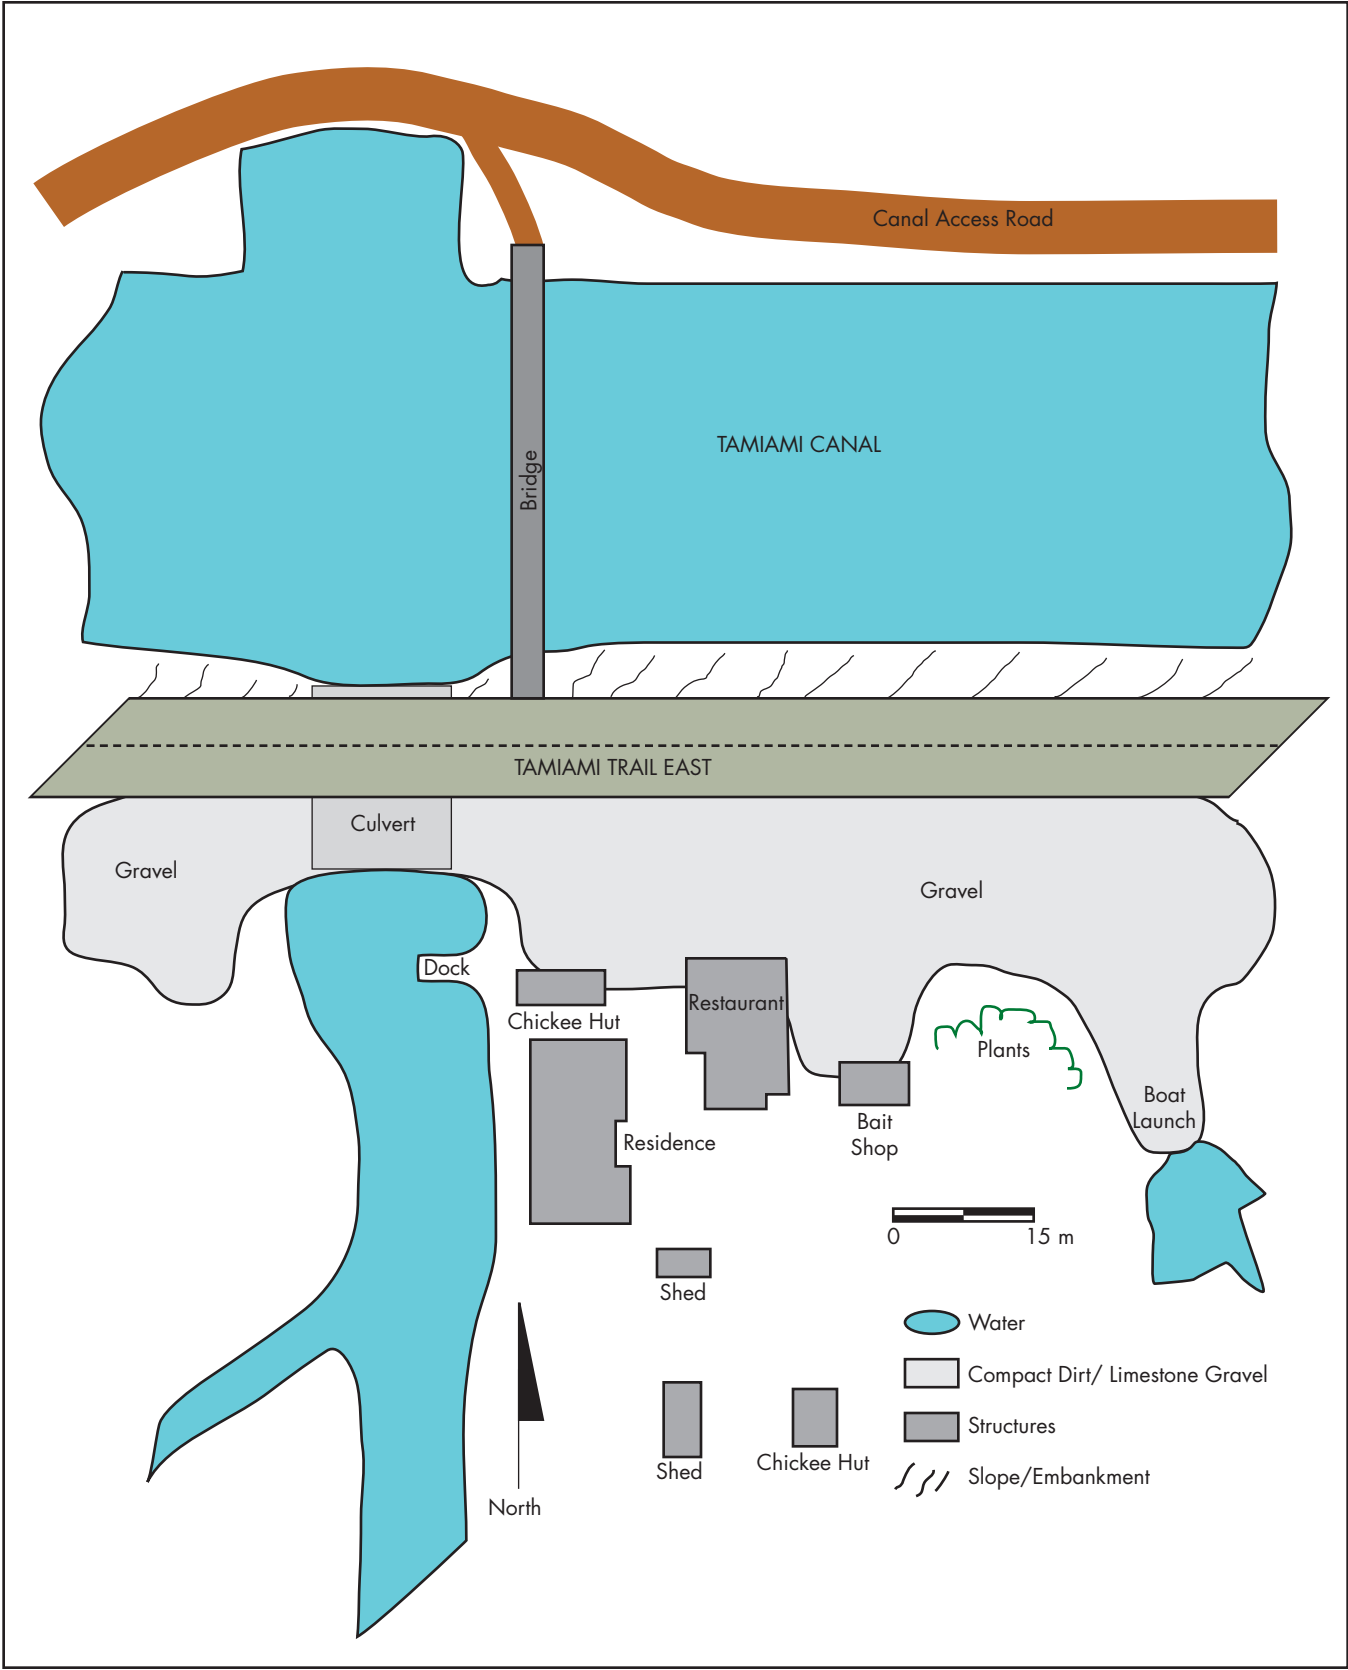 Canal Access Road
TAMIAMI CANAL
Bridge
TAMIAMI TRAIL EAST
Culvert
Gravel
Gravel
Dock
Chickee Hut
Restaurant
Plants
Boat
Launch
Bait
Shop
Residence
0 15 m
Shed
Water
Compact Dirt/ Limestone Gravel
Structures
Slope/Embankment
Shed
Chickee Hut
North